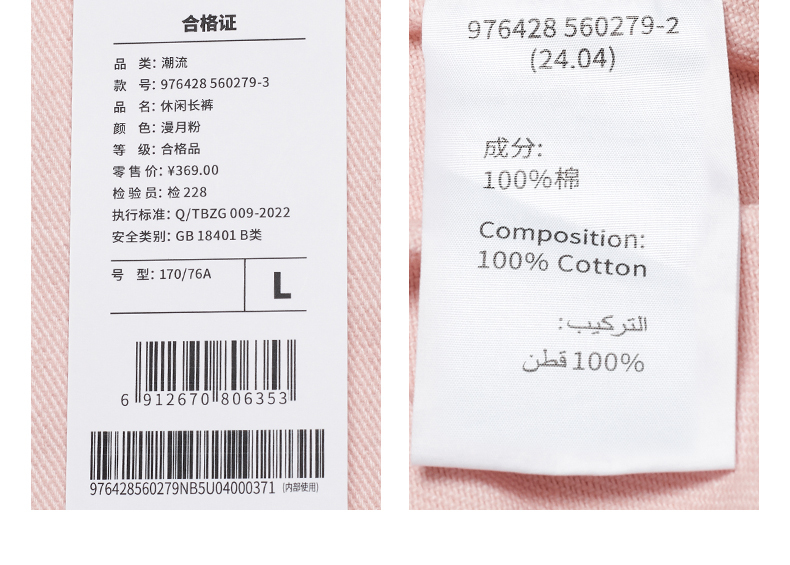 合格证
品 类: 潮流
款 号: 976428 560279-3
品 名: 休闲长裤
颜 色: 漫月粉
等 级: 合格品
零 售 价: ¥369.00
检 验 员: 检 228
执行标准: Q/TBZG 009-2022
安全类别: GB 18401 B类
号 型: 170/76A
L
6 912670 806353
976428560279NB5U04000371 (内部使用)
976428 560279-2
(24.04)
成分:
100%棉
Composition:
100% Cotton
التركيب:
100% قطن